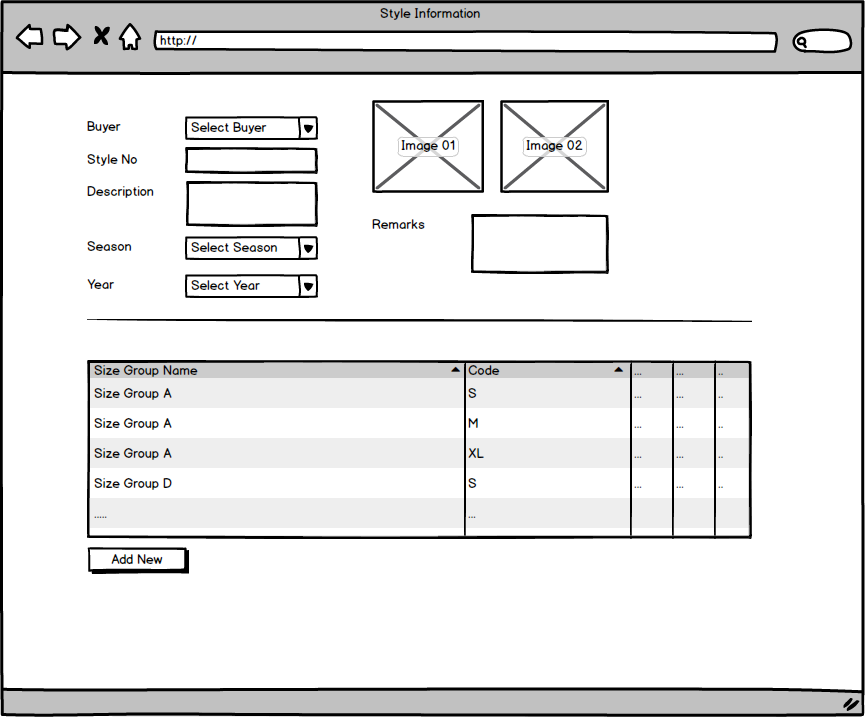 Style Information
http://
Buyer
Select Buyer
Style No
Description
Season
Select Season
Year
Select Year
Image 01
Image 02
Remarks
Size Group Name Code ... ... ..
Size Group A S ... ... ..
Size Group A M ... ... ..
Size Group A XL ... ... ..
Size Group D S ... ... ..
..... ... ... ... ..
Add New